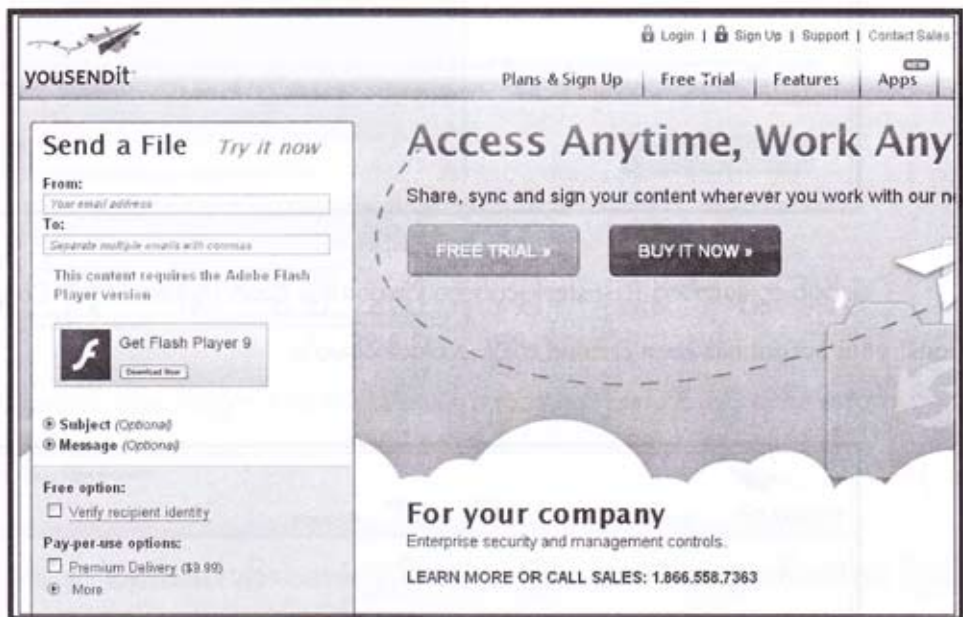 Login | Sign Up | Support | Contact Sales
YOUSENDIT
Plans & Sign Up | Free Trial | Features | Apps
Send a File Try it now
From:
Your email address
To:
Separate multiple emails with commas
This content requires the Adobe Flash
Player version
Get Flash Player 9
Download Now
Subject (Optional)
Message (Optional)
Free option:
Verify recipient identity
Pay-per-use options:
Premium Delivery ($9.99)
More
Access Anytime, Work Any
Share, sync and sign your content wherever you work with our n
FREE TRIAL »
BUY IT NOW »
For your company
Enterprise security and management controls.
LEARN MORE OR CALL SALES: 1.866.558.7363